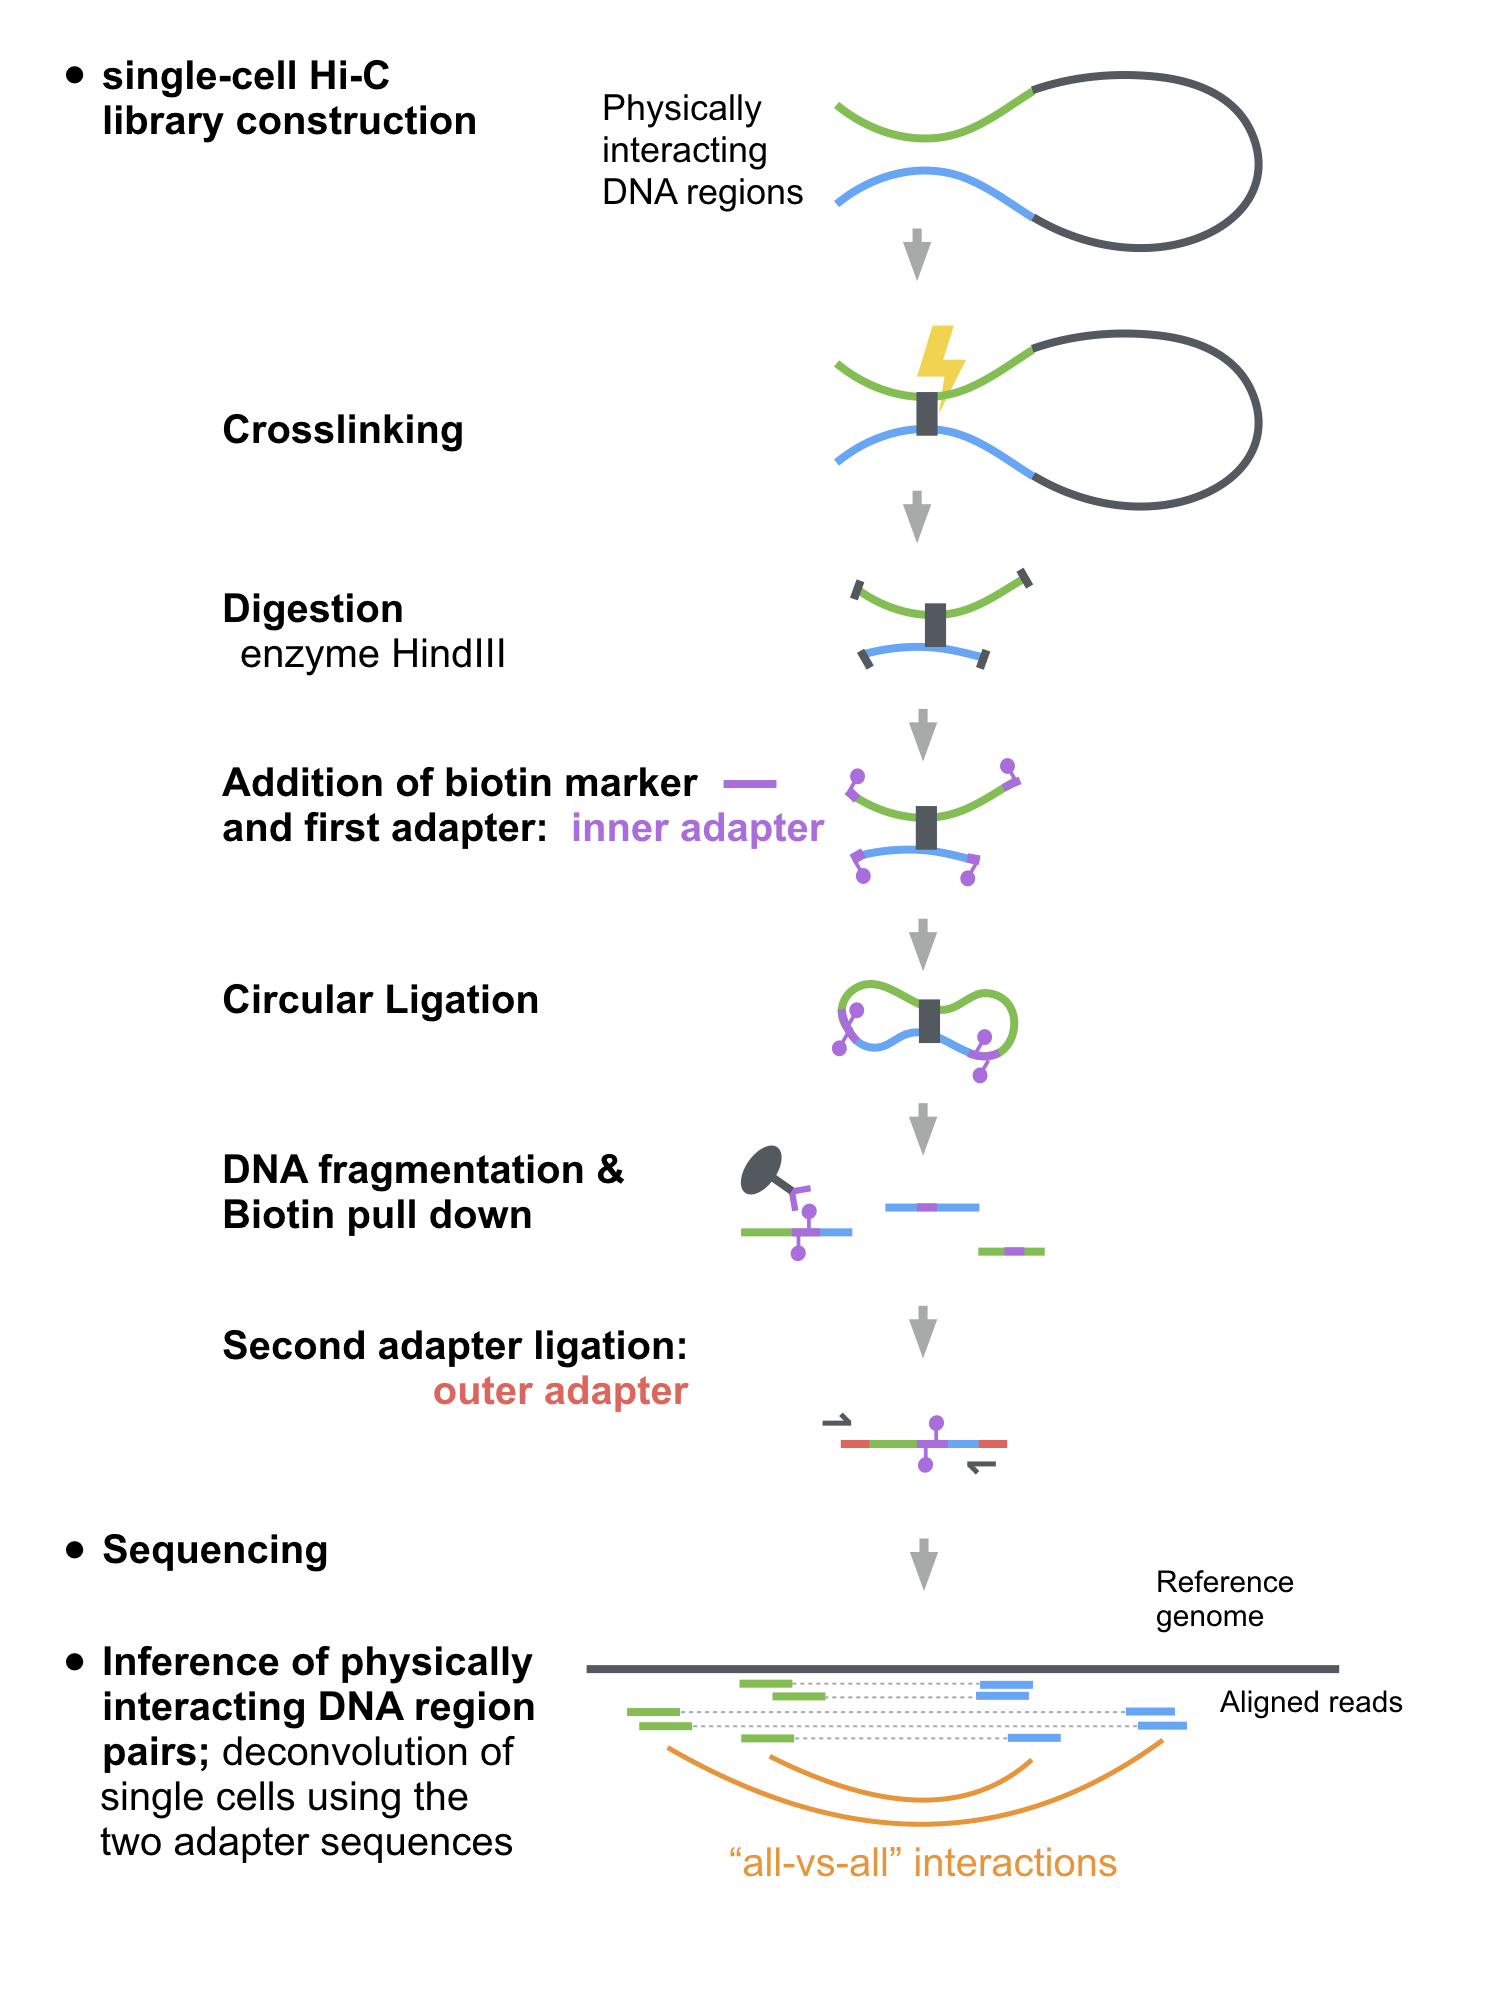 single-cell Hi-C
library construction
Physically
interacting
DNA regions
Crosslinking
Digestion
enzyme HindIII
Addition of biotin marker
and first adapter: inner adapter
Circular Ligation
DNA fragmentation &
Biotin pull down
Second adapter ligation:
outer adapter
Sequencing
Reference
genome
Inference of physically
interacting DNA region
pairs; deconvolution of
single cells using the
two adapter sequences
Aligned reads
“all-vs-all” interactions